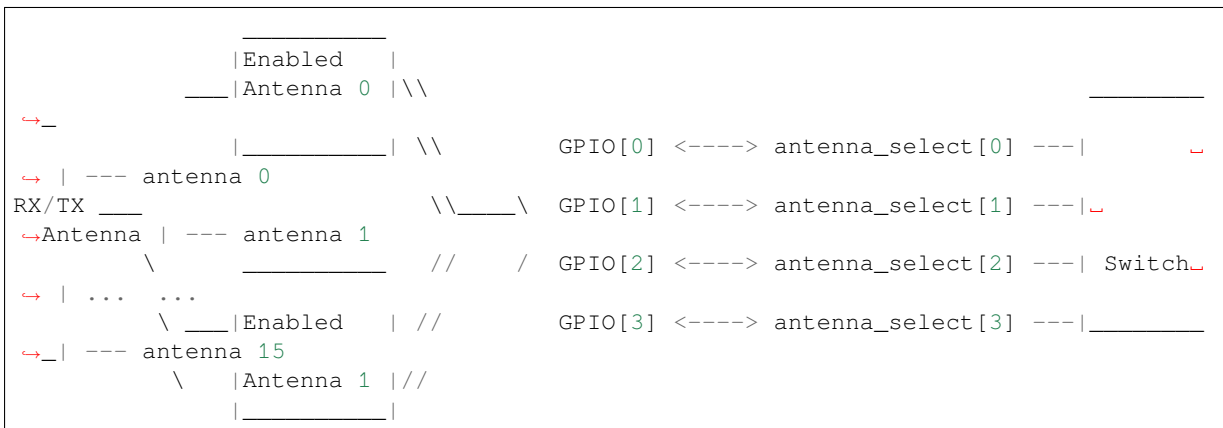 __________
                  |Enabled   |
              ___|Antenna 0 |\\                                            ________
↪_
                  |__________| \\       GPIO[0] <----> antenna_select[0] ---|       ␣
↪ | --- antenna 0
RX/TX ___                       \\____\  GPIO[1] <----> antenna_select[1] ---|␣
↪Antenna | --- antenna 1
          \       __________   //    /  GPIO[2] <----> antenna_select[2] ---| Switch␣
↪ | ...  ...
           \ ___|Enabled   | //       GPIO[3] <----> antenna_select[3] ---|________
↪_| --- antenna 15
            \   |Antenna 1 |//
                |__________|